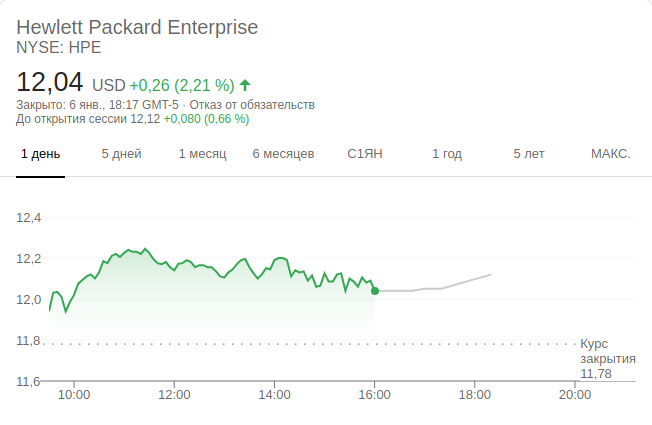 Hewlett Packard Enterprise
NYSE: HPE
12,04 USD +0,26 (2,21 %)
Закрыто: 6 янв., 18:17 GMT-5 · Отказ от обязательств
До открытия сессии 12,12 +0,080 (0,66 %)
1 день 5 дней 1 месяц 6 месяцев С1ЯН 1 год 5 лет МАКС.
12,4
12,2
12,0
11,8
Курс
закрытия
11,78
11,6
10:00 12:00 14:00 16:00 18:00 20:00